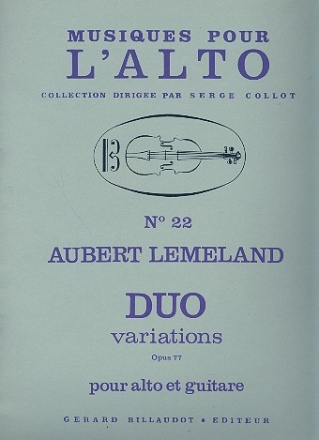 MUSIQUES POUR
L'ALTO
COLLECTION DIRIGÉE PAR SERGE COLLOT
Nº 22
AUBERT LEMELAND
DUO
variations
Opus 77
pour alto et guitare
GERARD BILLAUDOT • EDITEUR